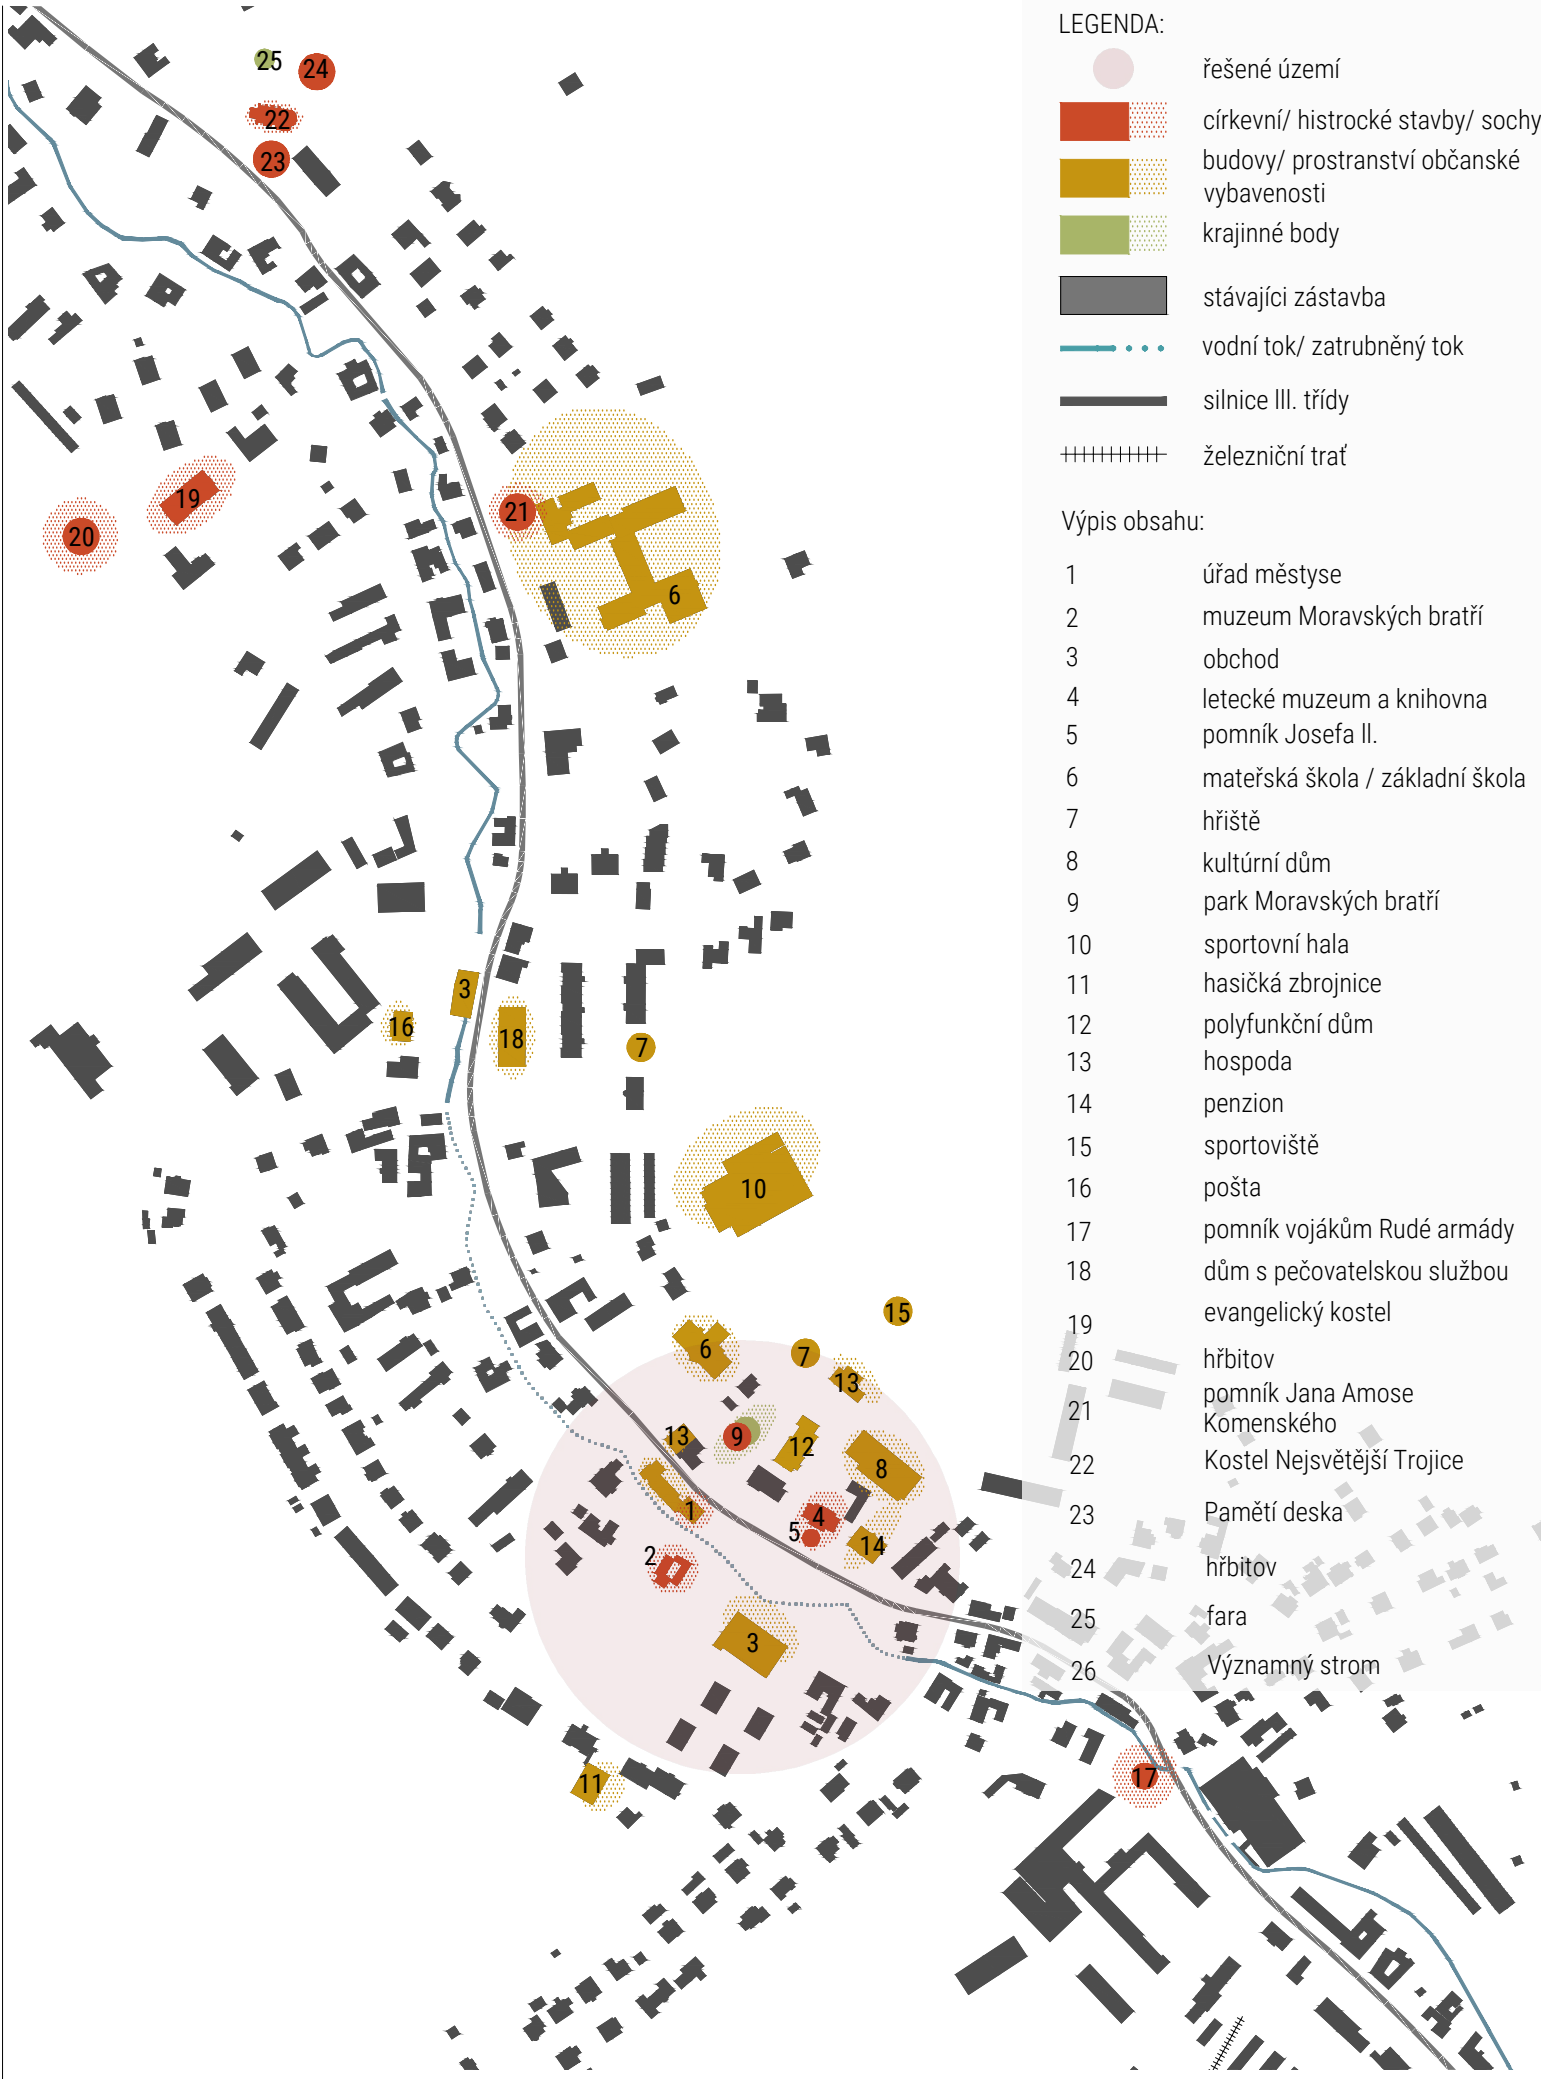 LEGENDA:
řešené území
církevní/ histrocké stavby/ sochy
budovy/ prostranství občanské
vybavenosti
krajinné body
stávajíci zástavba
vodní tok/ zatrubněný tok
silnice III. třídy
železniční trať
Výpis obsahu:
1 úřad městyse
2 muzeum Moravských bratří
3 obchod
4 letecké muzeum a knihovna
5 pomník Josefa II.
6 mateřská škola / základní škola
7 hřiště
8 kultúrní dům
9 park Moravských bratří
10 sportovní hala
11 hasičká zbrojnice
12 polyfunkční dům
13 hospoda
14 penzion
15 sportoviště
16 pošta
17 pomník vojákům Rudé armády
18 dům s pečovatelskou službou
19 evangelický kostel
20 hřbitov
21 pomník Jana Amose
Komenského
22 Kostel Nejsvětější Trojice
23 Pamětí deska
24 hřbitov
25 fara
26 Významný strom
25
24
22
23
19
20
21
6
3
16
18
7
10
15
6
7
13
13
9
12
8
1
4
5
14
2
3
11
17